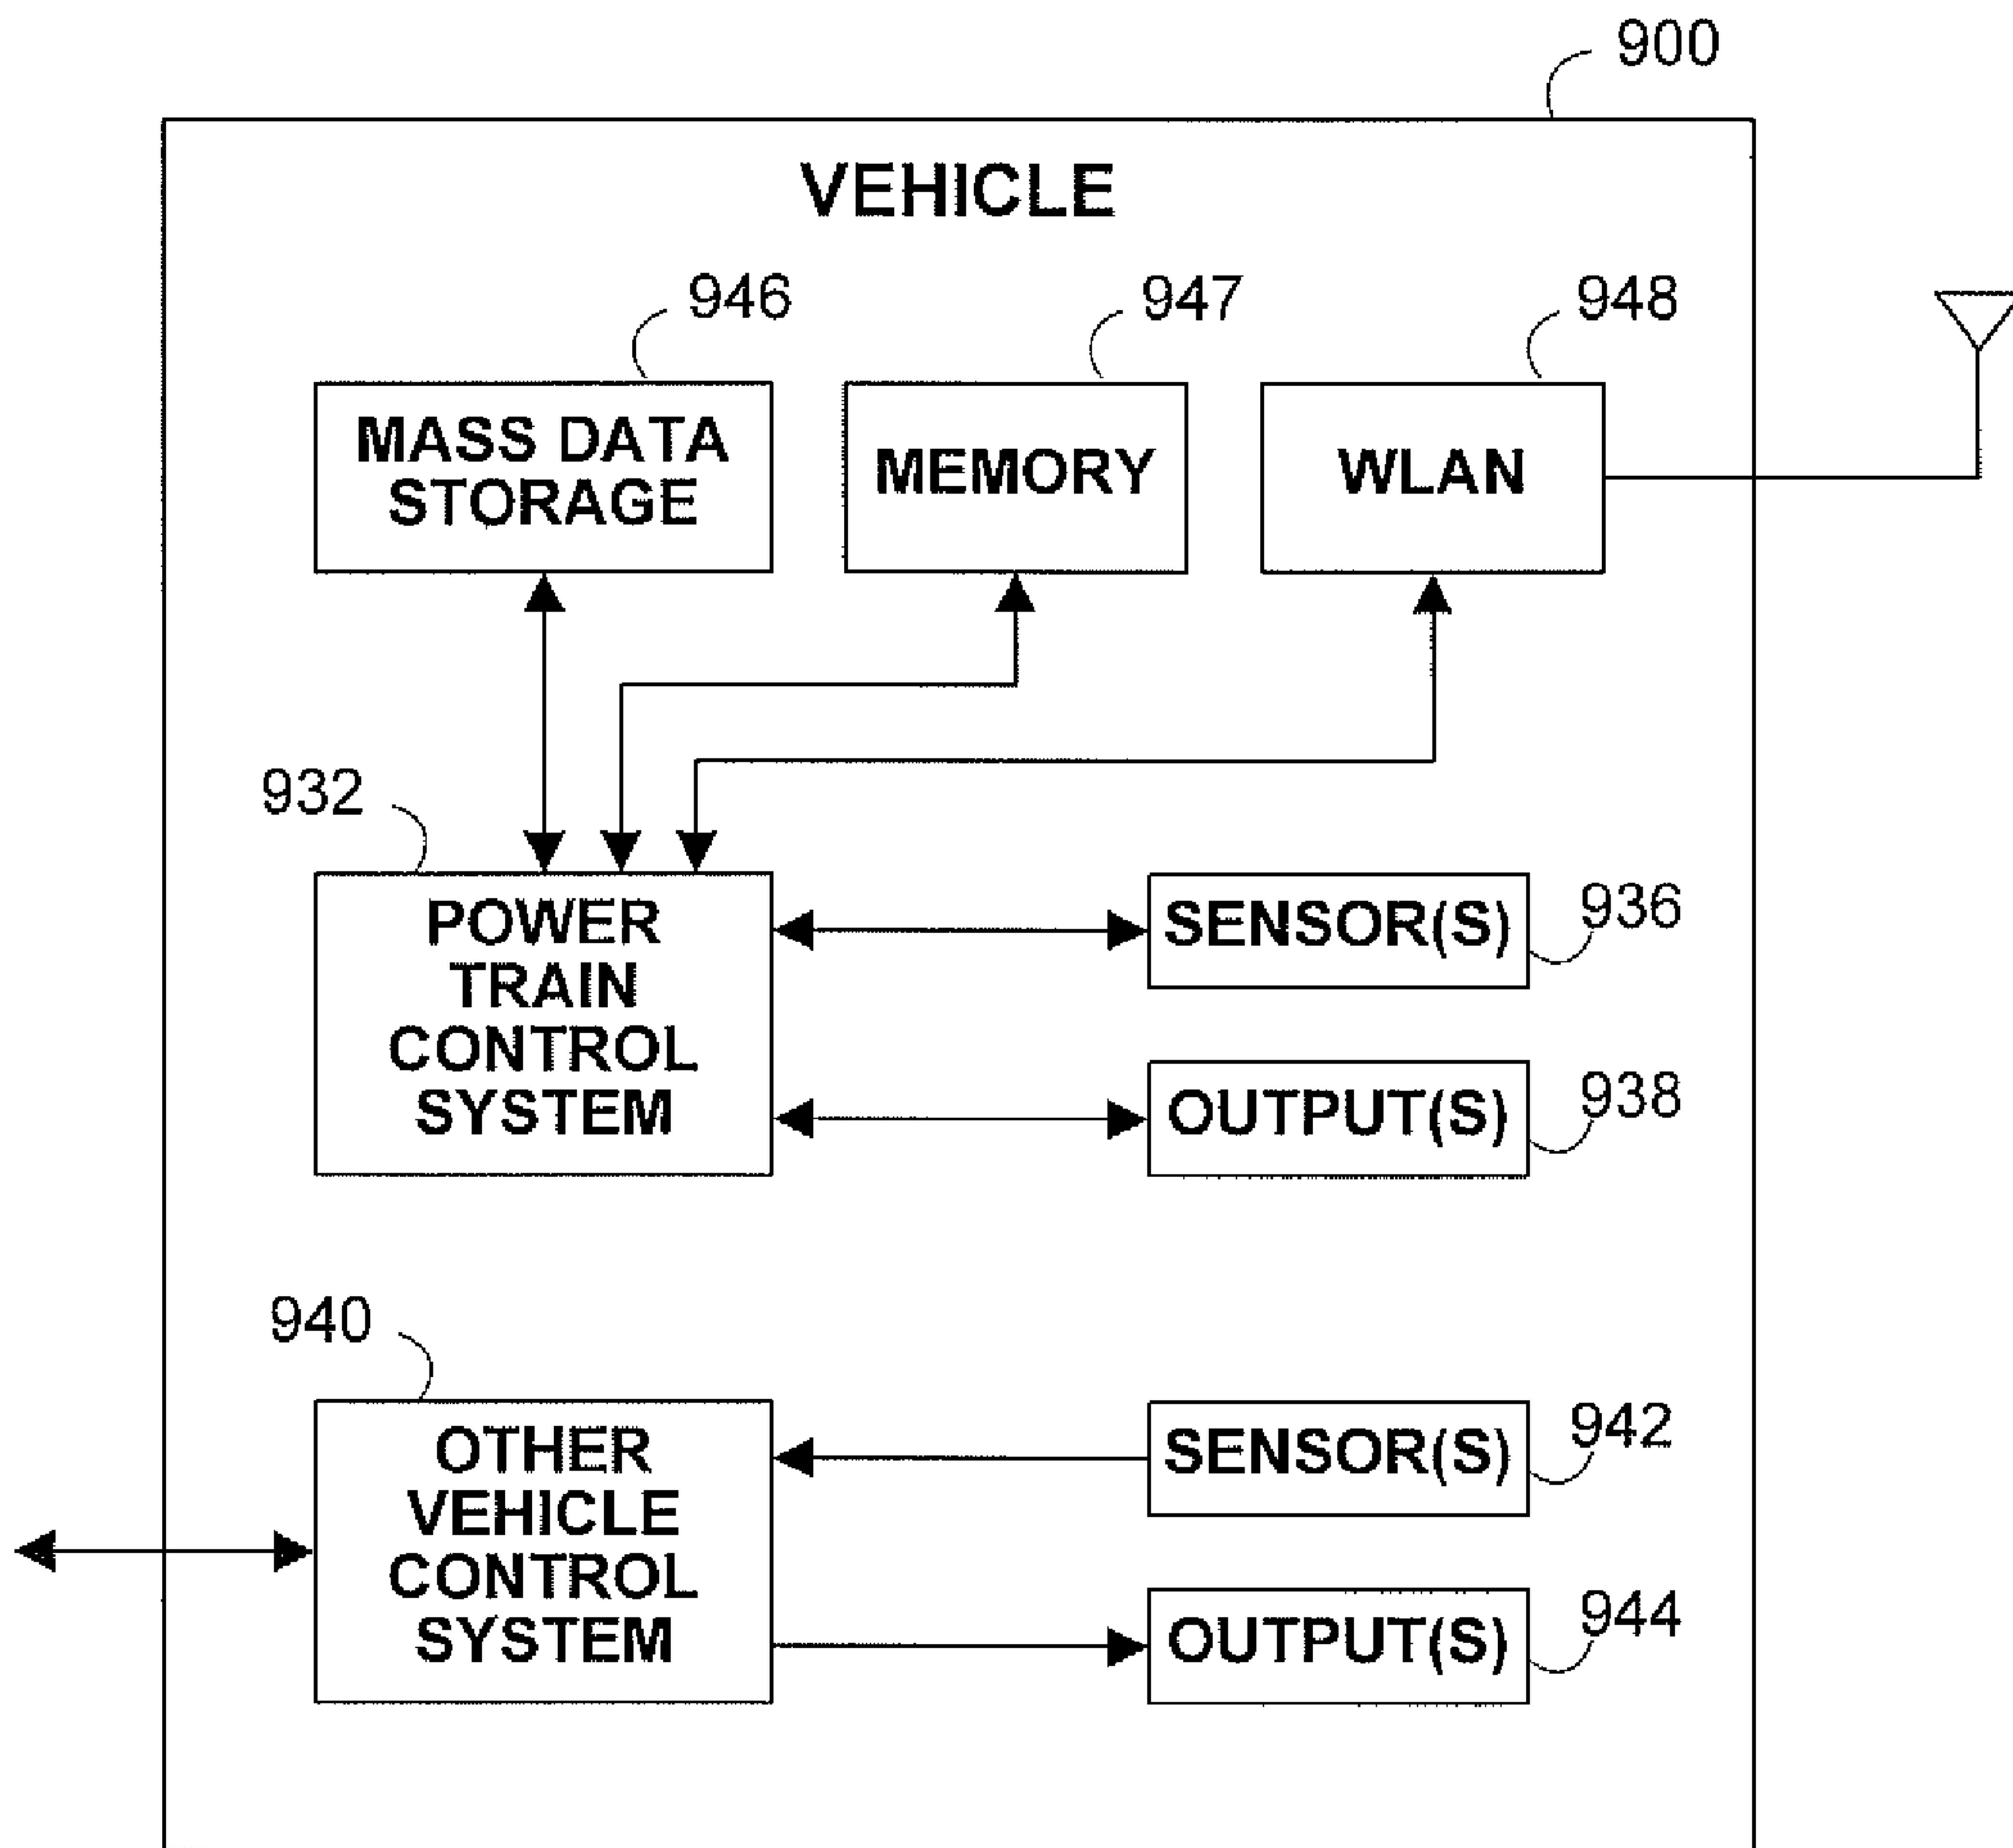 900
VEHICLE
946
947
948
MASS DATA
STORAGE
MEMORY
WLAN
932
POWER
TRAIN
CONTROL
SYSTEM
SENSOR(S)
936
OUTPUT(S)
938
940
OTHER
VEHICLE
CONTROL
SYSTEM
SENSOR(S)
942
OUTPUT(S)
944